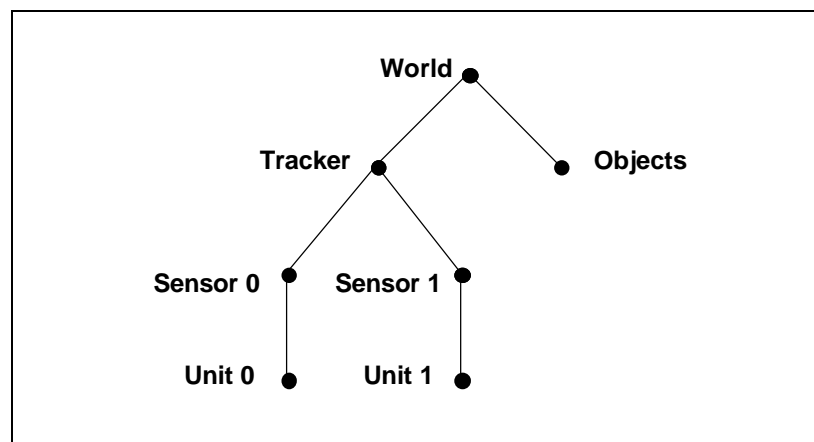 World
Tracker
Objects
Sensor 0
Sensor 1
Unit 0
Unit 1